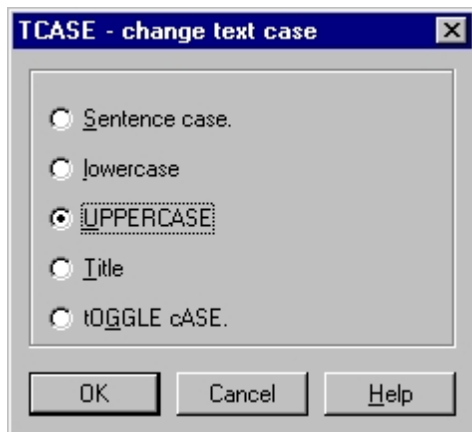 TCASE - change text case
Sentence case.
lowercase
UPPERCASE
Title
tOGGLE cASE.
OK Cancel Help